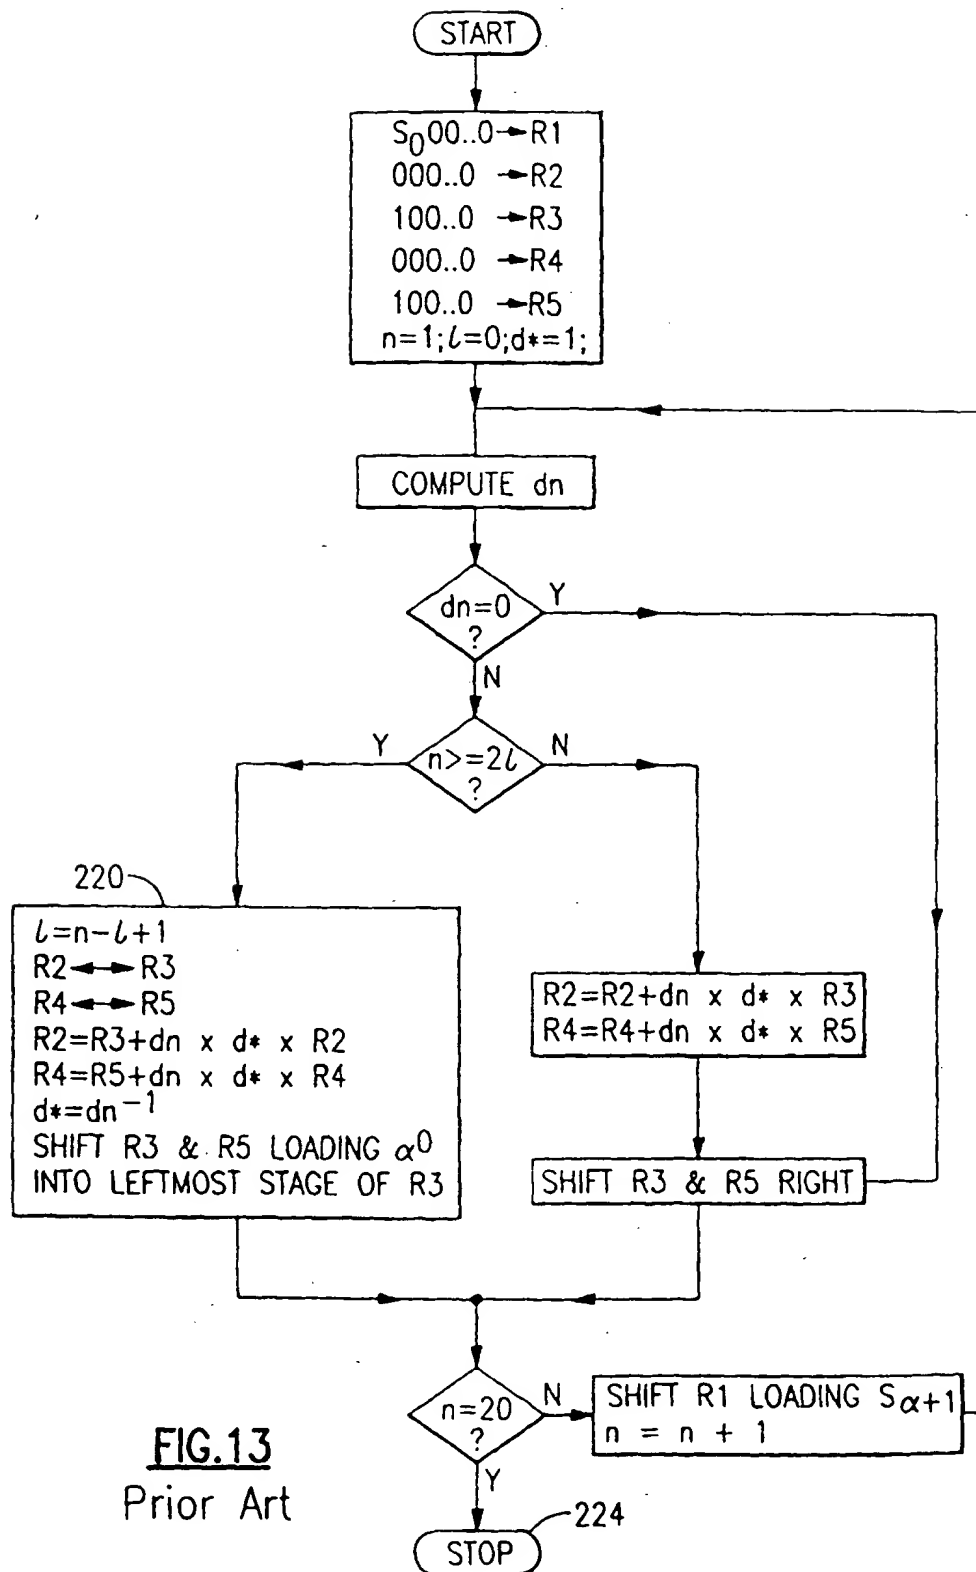 START
S₀00..0→R1
000..0 →R2
100..0 →R3
000..0 →R4
100..0 →R5
n=1;l=0;d*=1;
COMPUTE dn
dn=0
?
Y
N
n>=2l
?
Y
N
220
l=n-l+1
R2↔R3
R4↔R5
R2=R3+dn x d* x R2
R4=R5+dn x d* x R4
d*=dn⁻¹
SHIFT R3 & R5 LOADING α⁰
INTO LEFTMOST STAGE OF R3
R2=R2+dn x d* x R3
R4=R4+dn x d* x R5
SHIFT R3 & R5 RIGHT
n=20
?
N
Y
SHIFT R1 LOADING Sα+1
n = n + 1
FIG.13
Prior Art
224
STOP